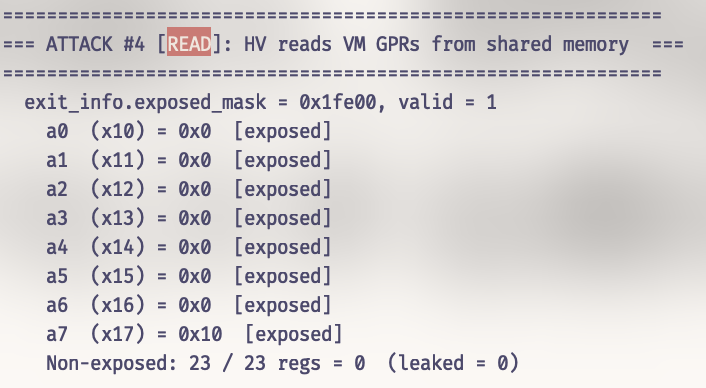 ============================================================
=== ATTACK #4 [READ]: HV reads VM GPRs from shared memory  ===
============================================================
exit_info.exposed_mask = 0x1fe00, valid = 1
a0  (x10) = 0x0  [exposed]
a1  (x11) = 0x0  [exposed]
a2  (x12) = 0x0  [exposed]
a3  (x13) = 0x0  [exposed]
a4  (x14) = 0x0  [exposed]
a5  (x15) = 0x0  [exposed]
a6  (x16) = 0x0  [exposed]
a7  (x17) = 0x10  [exposed]
Non-exposed: 23 / 23 regs = 0  (leaked = 0)